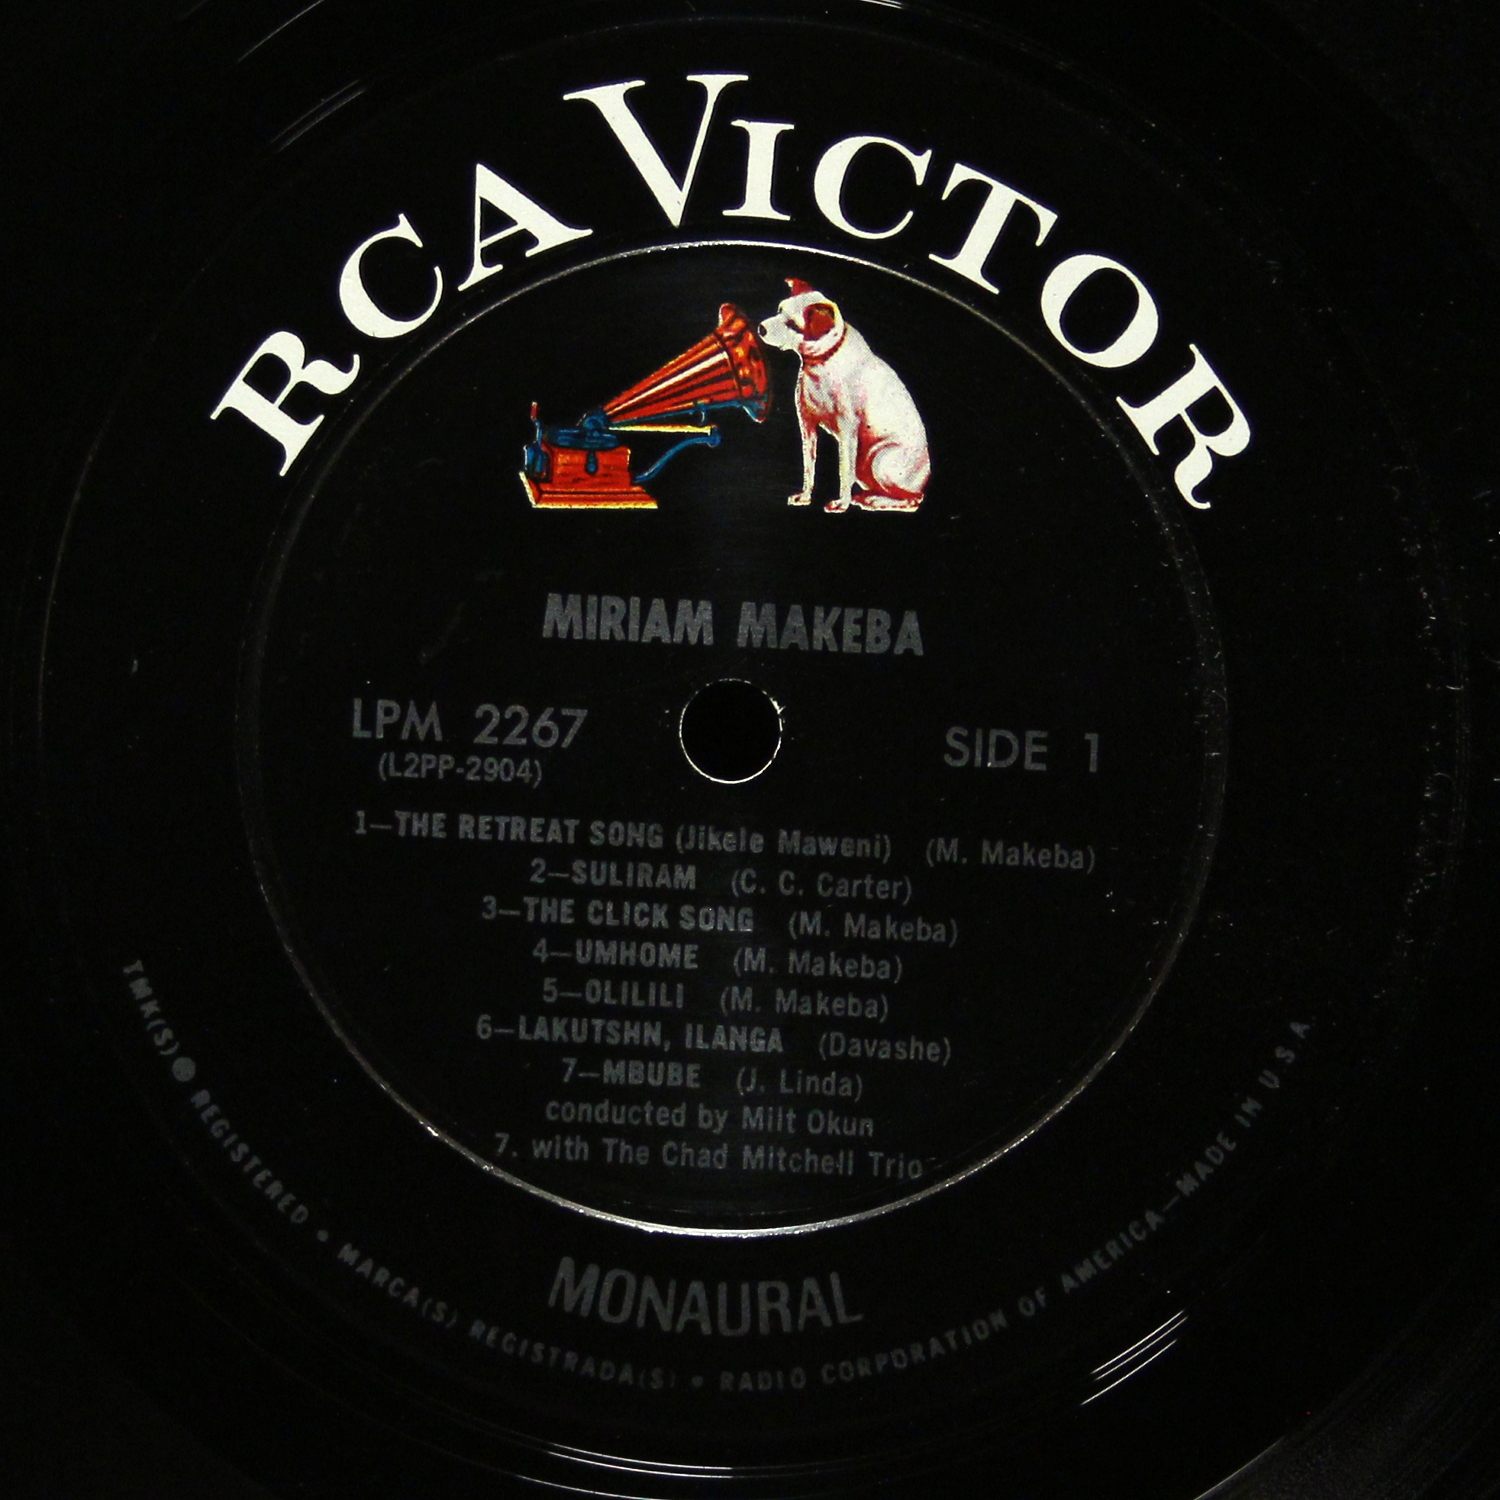 RCA VICTOR
MIRIAM MAKEBA
LPM 2267
(L2PP-2904)
SIDE 1
1—THE RETREAT SONG (Jikele Maweni) (M. Makeba)
2—SULIRAM (C. C. Carter)
3—THE CLICK SONG (M. Makeba)
4—UMHOME (M. Makeba)
5—OLILILI (M. Makeba)
6—LAKUTSHN, ILANGA (Davashe)
7—MBUBE (J. Linda)
conducted by Milt Okun
7. with The Chad Mitchell Trio
MONAURAL
TMK(S) ® REGISTERED • MARCA(S) REGISTRADA(S) • RADIO CORPORATION OF AMERICA—MADE IN U.S.A.